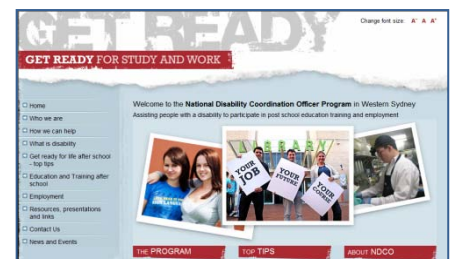 GET READY
Change font size: A- A A+
GET READY FOR STUDY AND WORK
Home
Who we are
How we can help
What is disability
Get ready for life after school
- top tips
Education and Training after
school
Employment
Resources, presentations
and links
Contact Us
News and Events
Welcome to the National Disability Coordination Officer Program in Western Sydney
Assisting people with a disability to participate in post school education training and employment
LIBRARY
YOUR
JOB
YOUR
FUTURE
YOUR
COURSE
THE PROGRAM
TOP TIPS
ABOUT NDCO